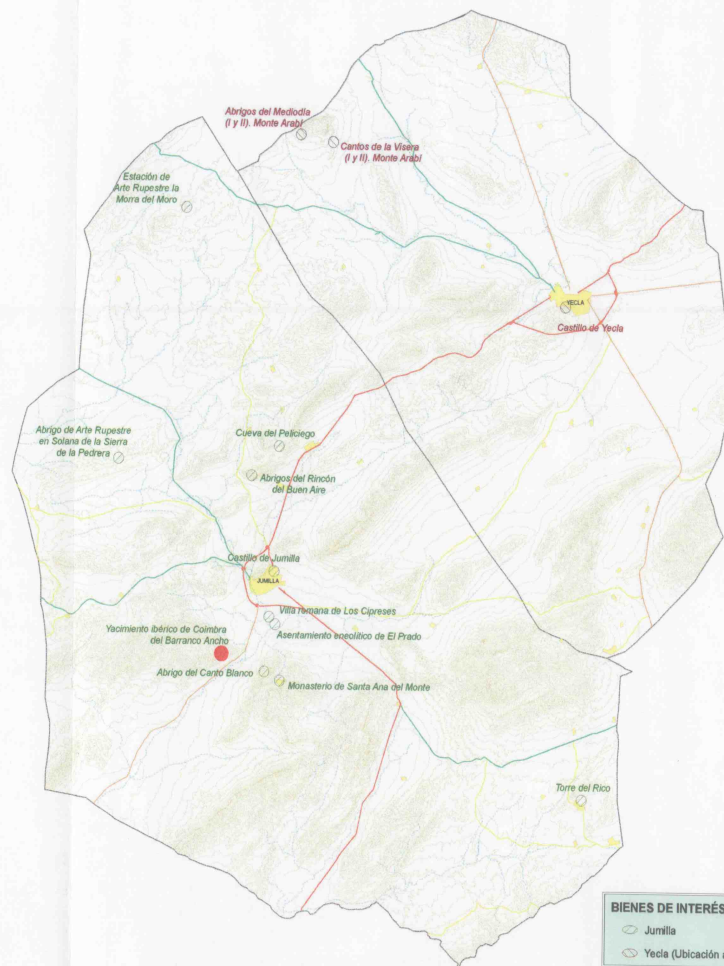 Abrigos del Mediodía
(I y II). Monte Arabí
Cantos de la Visera
(I y II). Monte Arabí
Estación de
Arte Rupestre la
Morra del Moro
YECLA
Castillo de Yecla
Cueva del Peliciego
Abrigo de Arte Rupestre
en Solana de la Sierra
de la Pedrera
Abrigos del Rincón
del Buen Aire
Castillo de Jumilla
JUMILLA
Villa romana de Los Cipreses
Yacimiento ibérico de Coimbra
del Barranco Ancho
Asentamiento eneolítico de El Prado
Abrigo del Canto Blanco
Monasterio de Santa Ana del Monte
Torre del Rico
BIENES DE INTERÉS
Jumilla
Yecla (Ubicación